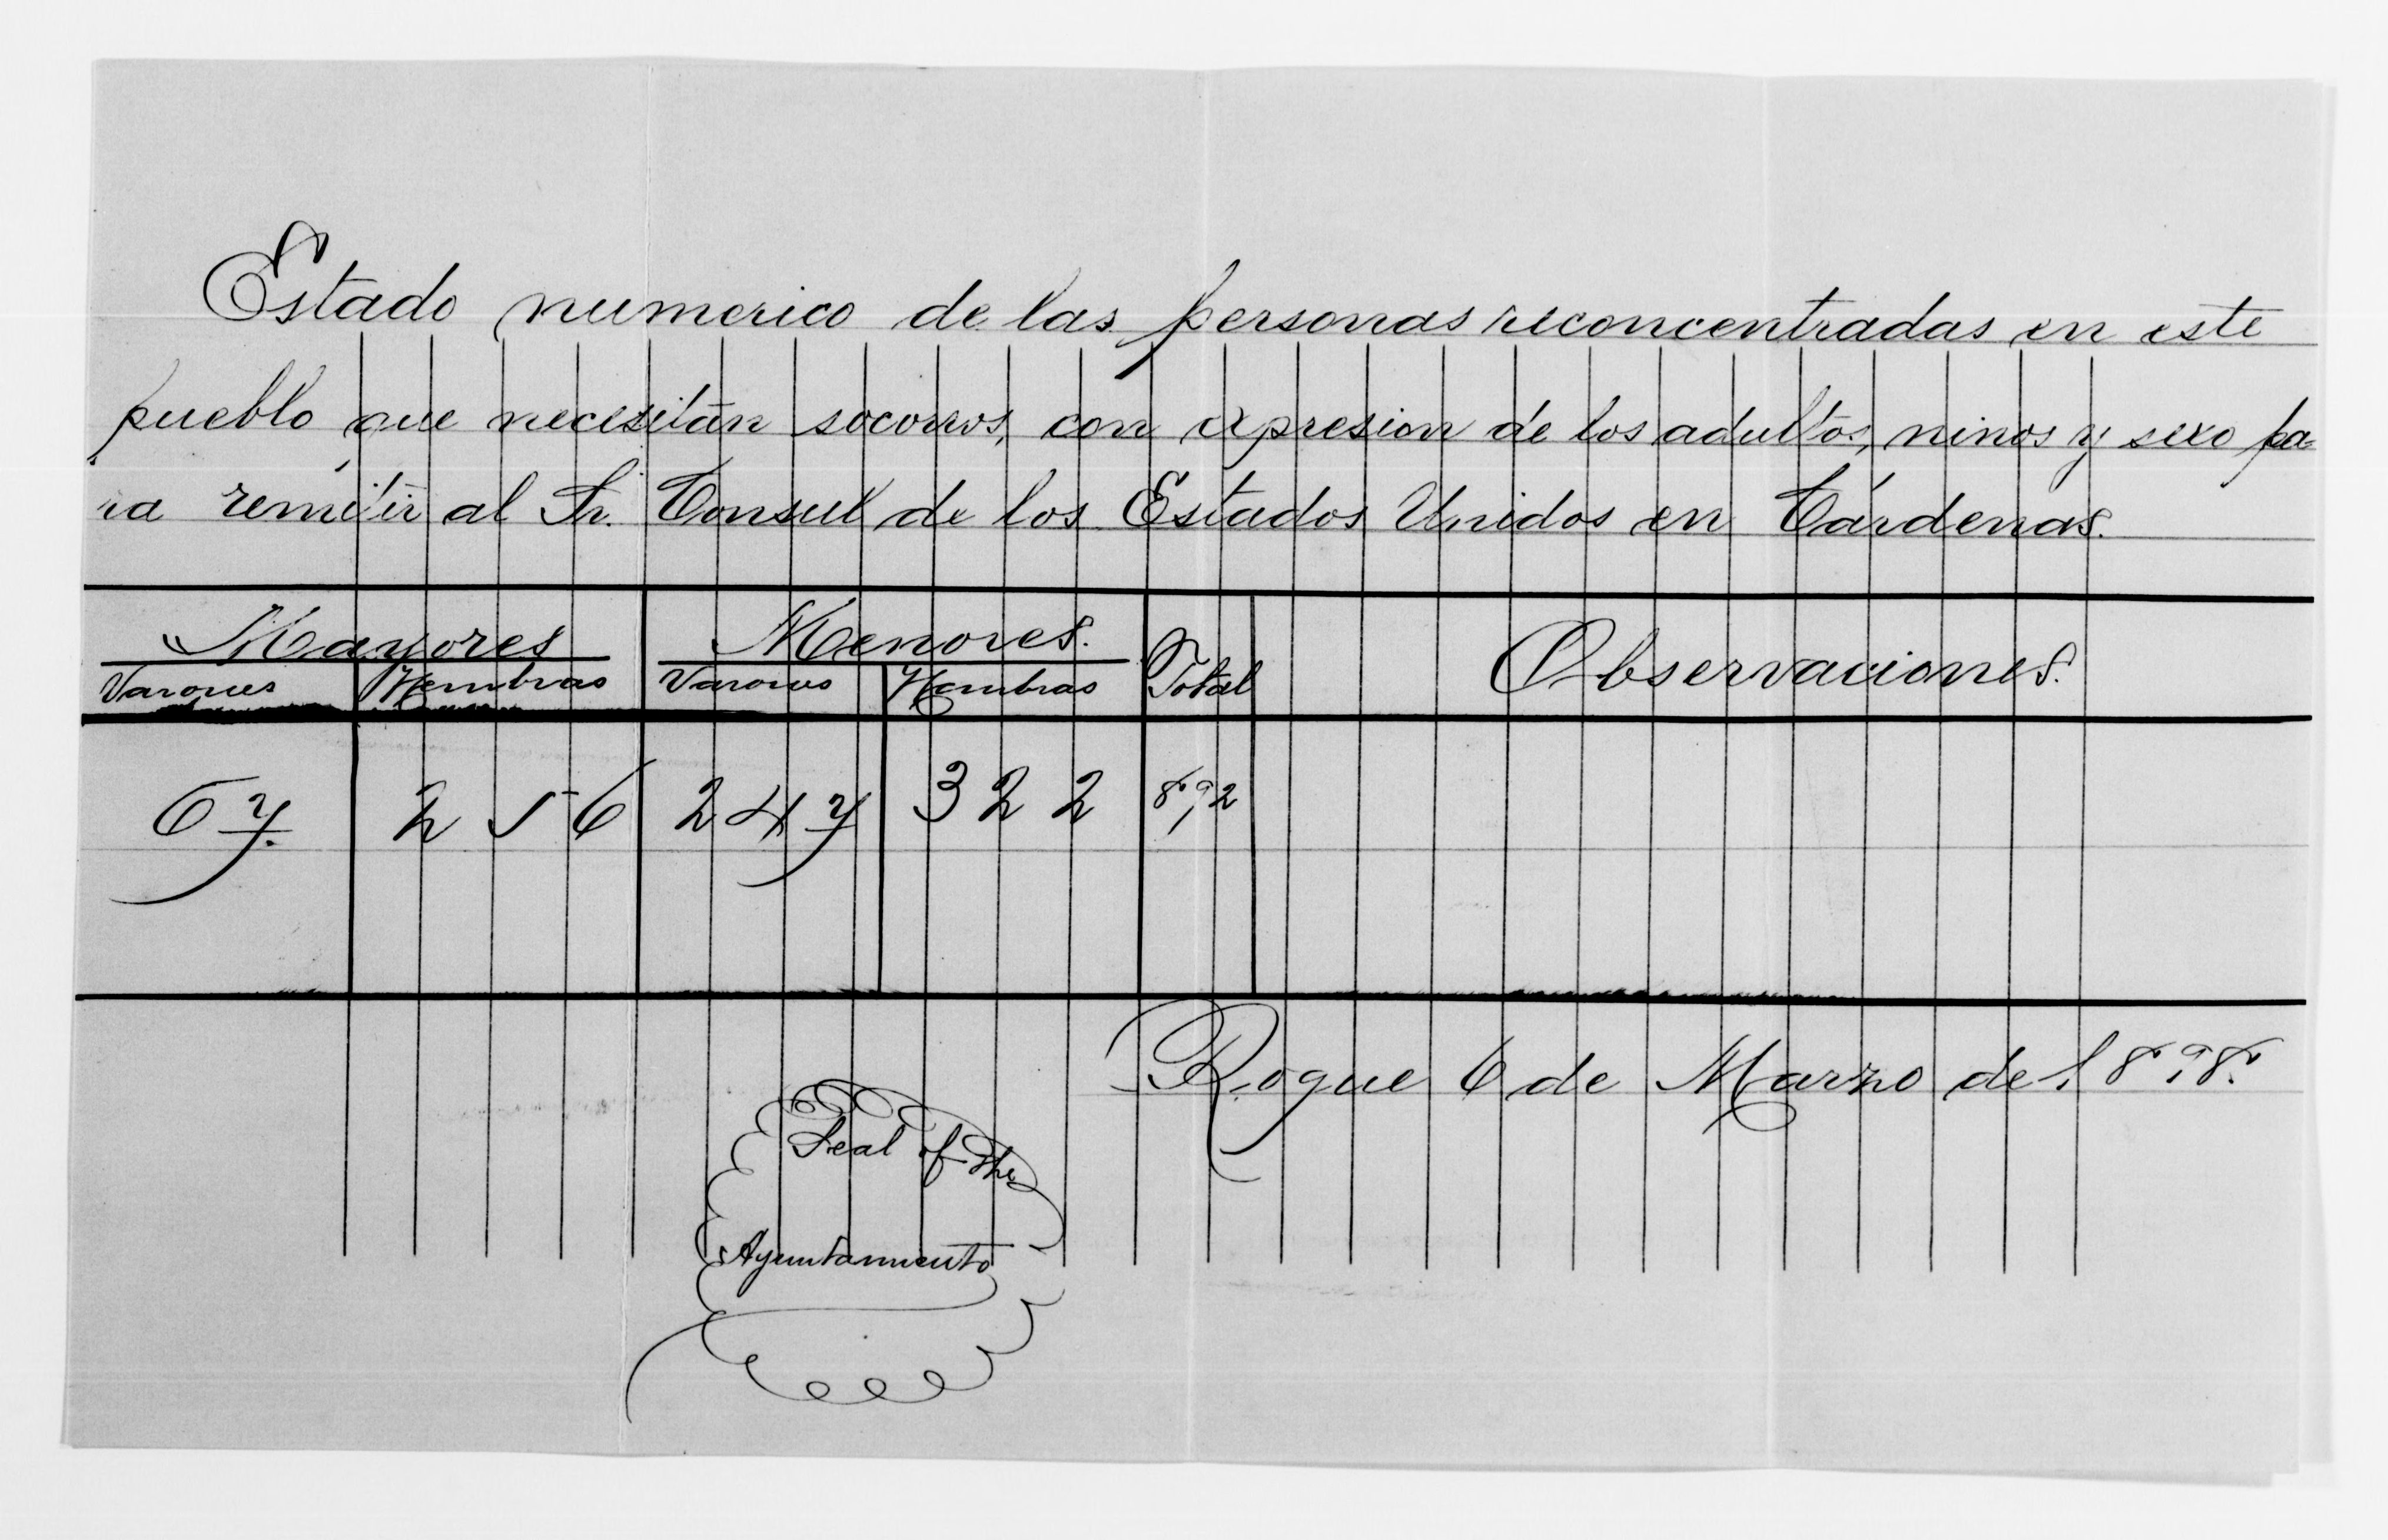 Estado numerico de las personas reconcentradas en este
pueblo que necesitan socorros, con expresion de los adultos, niños y sexo pa-
ra remitir al Sr. Consul de los Estados Unidos en Cárdenas.
Mayores Menores. Total Observaciones.
Varones Hembras Varones Hembras
67. 256 247 322 892
Roque 6 de Marzo de 1898.
Seal of the
Ayuntamiento